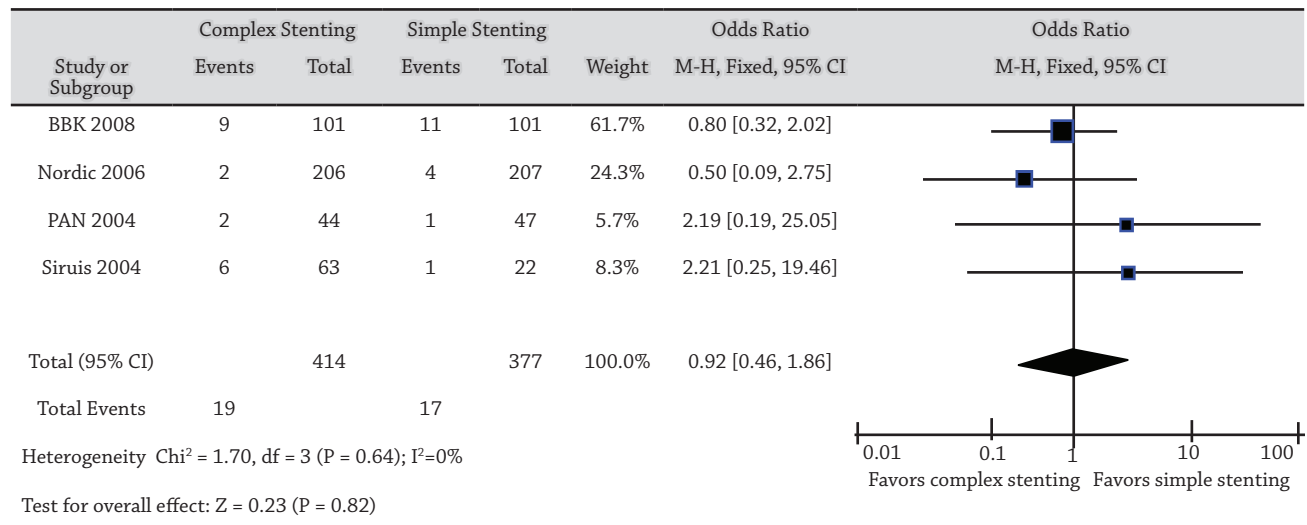 Complex Stenting Simple Stenting Odds Ratio Odds Ratio
Study or Subgroup Events Total Events Total Weight M-H, Fixed, 95% CI M-H, Fixed, 95% CI
BBK 2008 9 101 11 101 61.7% 0.80 [0.32, 2.02]
Nordic 2006 2 206 4 207 24.3% 0.50 [0.09, 2.75]
PAN 2004 2 44 1 47 5.7% 2.19 [0.19, 25.05]
Siruis 2004 6 63 1 22 8.3% 2.21 [0.25, 19.46]
Total (95% CI) 414 377 100.0% 0.92 [0.46, 1.86]
Total Events 19 17
Heterogeneity Chi² = 1.70, df = 3 (P = 0.64); I²=0%
Test for overall effect: Z = 0.23 (P = 0.82)
0.01 0.1 1 10 100
Favors complex stenting Favors simple stenting